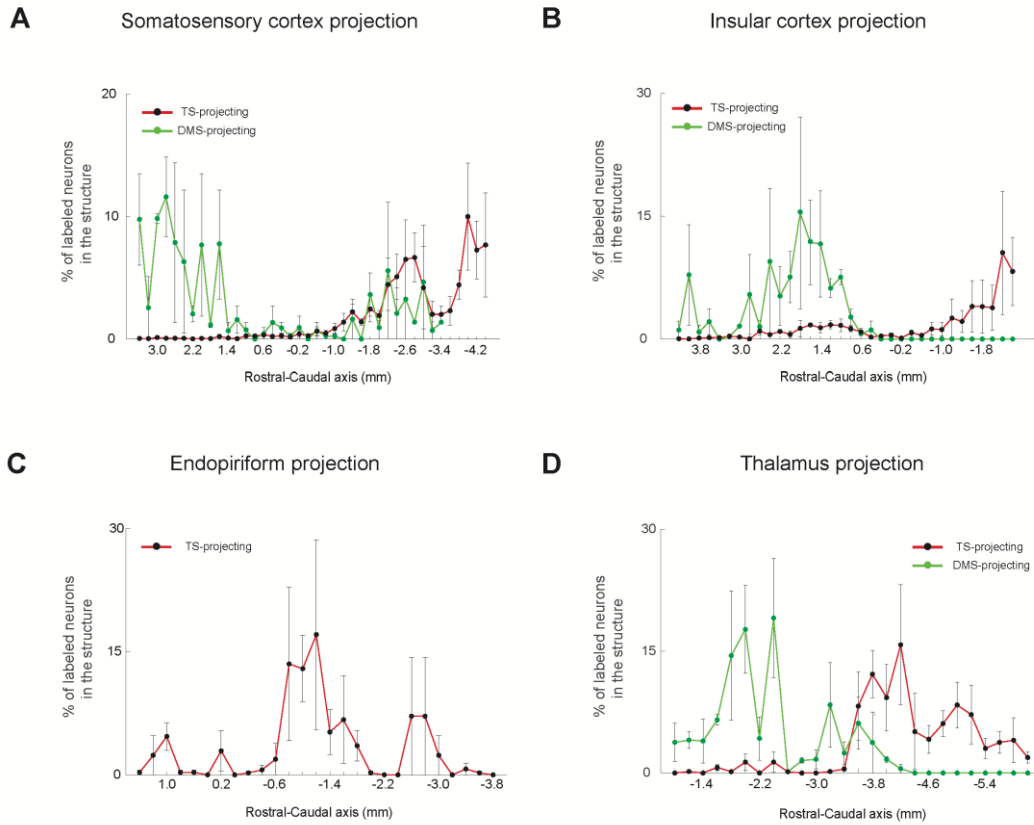 A
Somatosensory cortex projection
20
10
0
TS-projecting
DMS-projecting
% of labeled neurons
in the structure
3.0 2.2 1.4 0.6 -0.2 -1.0 -1.8 -2.6 -3.4 -4.2
Rostral-Caudal axis (mm)
B
Insular cortex projection
30
15
0
TS-projecting
DMS-projecting
% of labeled neurons
in the structure
3.8 3.0 2.2 1.4 0.6 -0.2 -1.0 -1.8
Rostral-Caudal axis (mm)
C
Endopiriform projection
30
15
0
TS-projecting
% of labeled neurons
in the structure
1.0 0.2 -0.6 -1.4 -2.2 -3.0 -3.8
Rostral-Caudal axis (mm)
D
Thalamus projection
30
15
0
TS-projecting
DMS-projecting
% of labeled neurons
in the structure
-1.4 -2.2 -3.0 -3.8 -4.6 -5.4
Rostral-Caudal axis (mm)